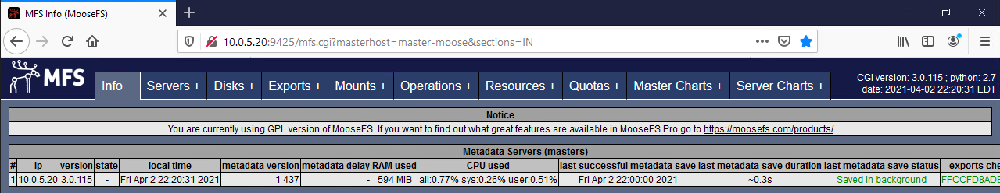 MFS Info (MooseFS)
10.0.5.20:9425/mfs.cgi?masterhost=master-moose&sections=IN
MFS
Info − Servers + Disks + Exports + Mounts + Operations + Resources + Quotas + Master Charts + Server Charts +
CGI version: 3.0.115 ; python: 2.7
date: 2021-04-02 22:20:31 EDT
Notice
You are currently using GPL version of MooseFS. If you want to find out what great features are available in MooseFS Pro go to https://moosefs.com/products/
Metadata Servers (masters)
# ip version state local time metadata version metadata delay RAM used CPU used last successful metadata save last metadata save duration last metadata save status exports che
1 10.0.5.20 3.0.115 - Fri Apr 2 22:20:31 2021 1 437 - 594 MiB all:0.77% sys:0.26% user:0.51% Fri Apr 2 22:00:00 2021 ~0.3s Saved in background FFCCFD8ADE